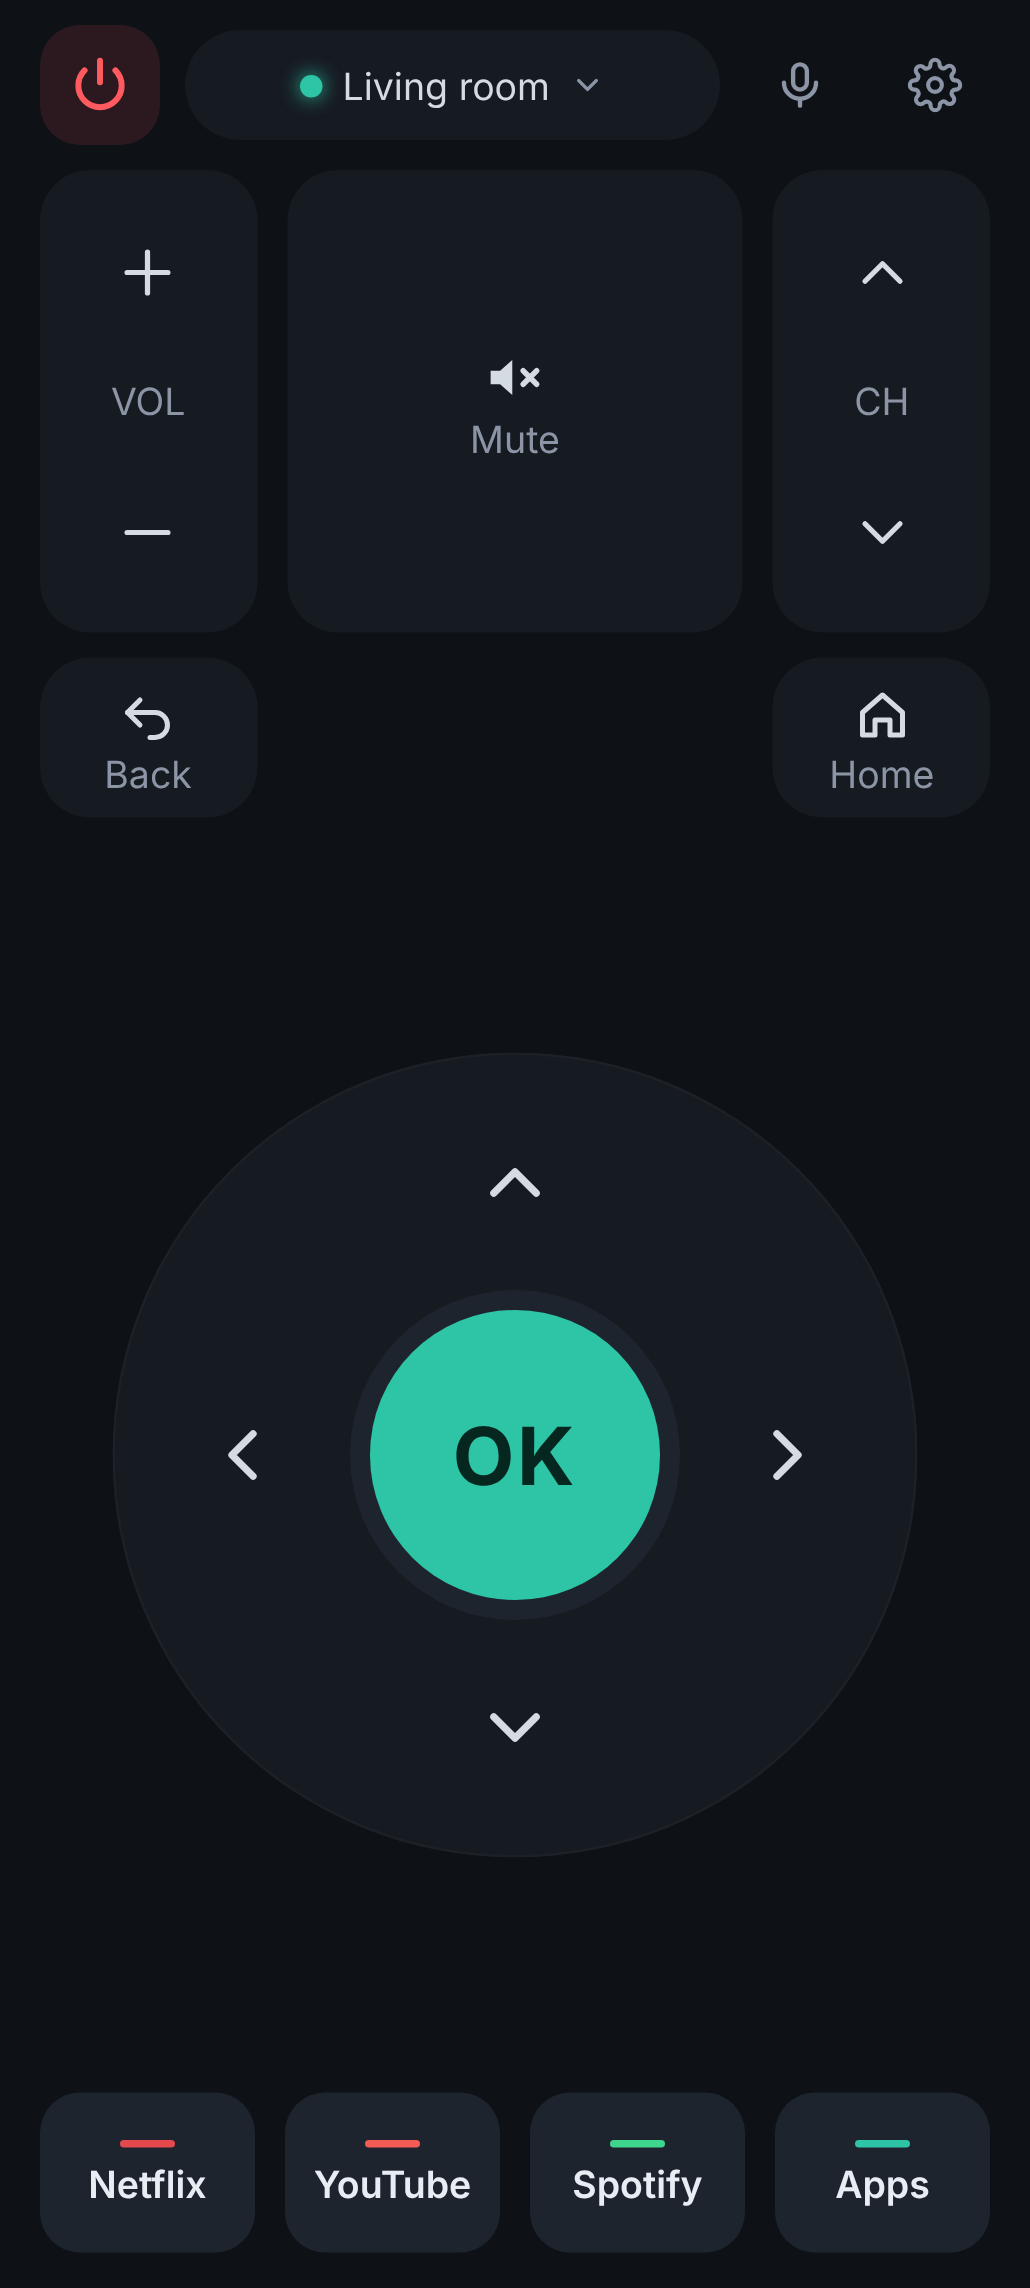 Living room
VOL
Mute
CH
Back
Home
OK
Netflix
YouTube
Spotify
Apps